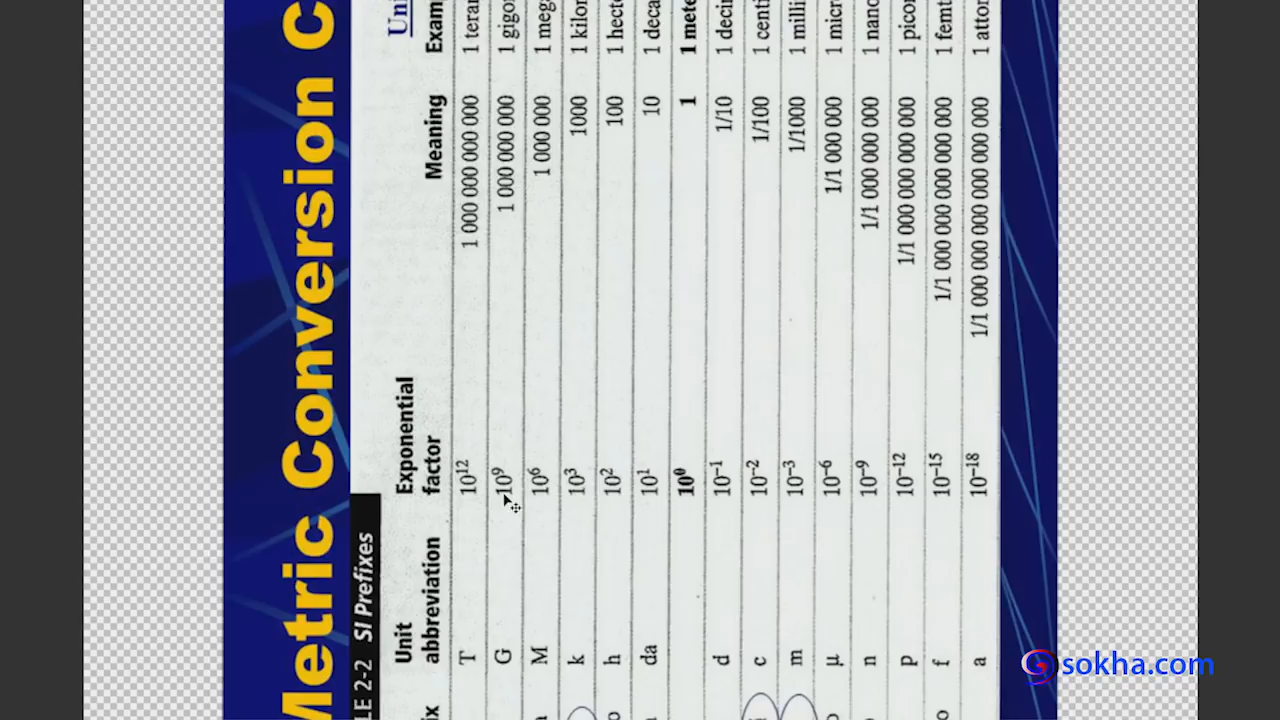 Metric Conversion C
LE 2-2 SI Prefixes
Unit abbreviation Exponential factor Meaning
T 10¹² 1 000 000 000 000
G 10⁹ 1 000 000 000
M 10⁶ 1 000 000
k 10³ 1000
h 10² 100
da 10¹ 10
10⁰ 1
d 10⁻¹ 1/10
c 10⁻² 1/100
m 10⁻³ 1/1000
μ 10⁻⁶ 1/1 000 000
n 10⁻⁹ 1/1 000 000 000
p 10⁻¹² 1/1 000 000 000 000
f 10⁻¹⁵ 1/1 000 000 000 000 000
a 10⁻¹⁸ 1/1 000 000 000 000 000 000
sokha.com